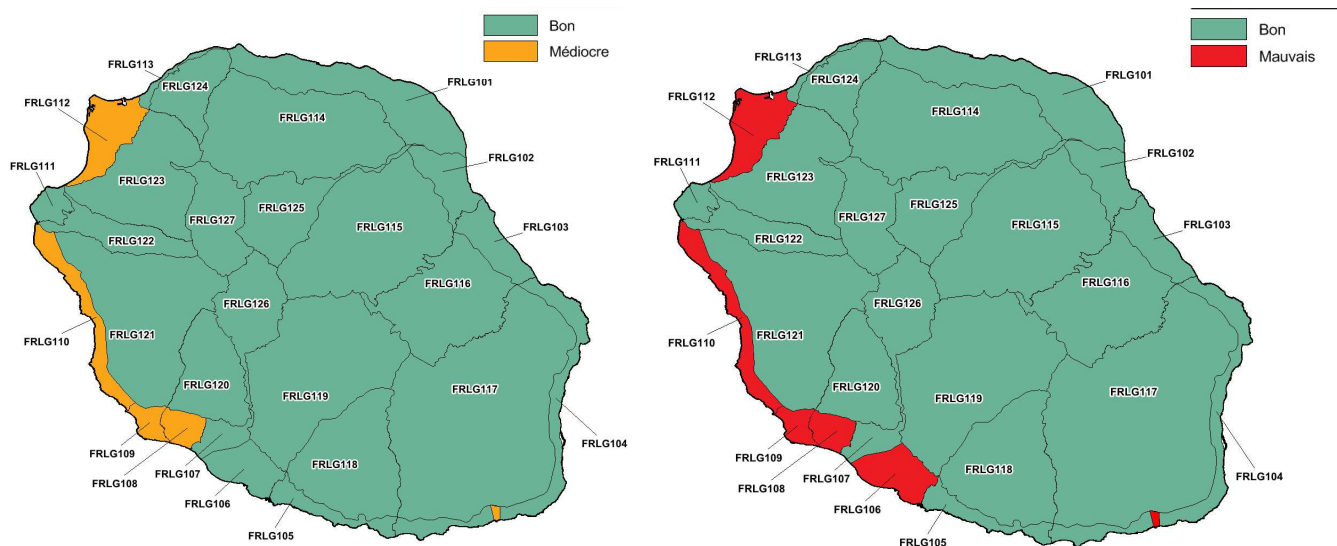 Bon
Médiocre
FRLG113
FRLG124
FRLG101
FRLG112
FRLG114
FRLG111
FRLG102
FRLG123
FRLG125
FRLG127
FRLG115
FRLG103
FRLG122
FRLG116
FRLG126
FRLG110
FRLG121
FRLG120
FRLG117
FRLG119
FRLG104
FRLG109
FRLG118
FRLG107
FRLG108
FRLG106
FRLG105
Bon
Mauvais
FRLG113
FRLG124
FRLG101
FRLG112
FRLG114
FRLG111
FRLG102
FRLG123
FRLG125
FRLG127
FRLG115
FRLG103
FRLG122
FRLG116
FRLG126
FRLG110
FRLG121
FRLG120
FRLG117
FRLG119
FRLG104
FRLG109
FRLG118
FRLG107
FRLG108
FRLG106
FRLG105